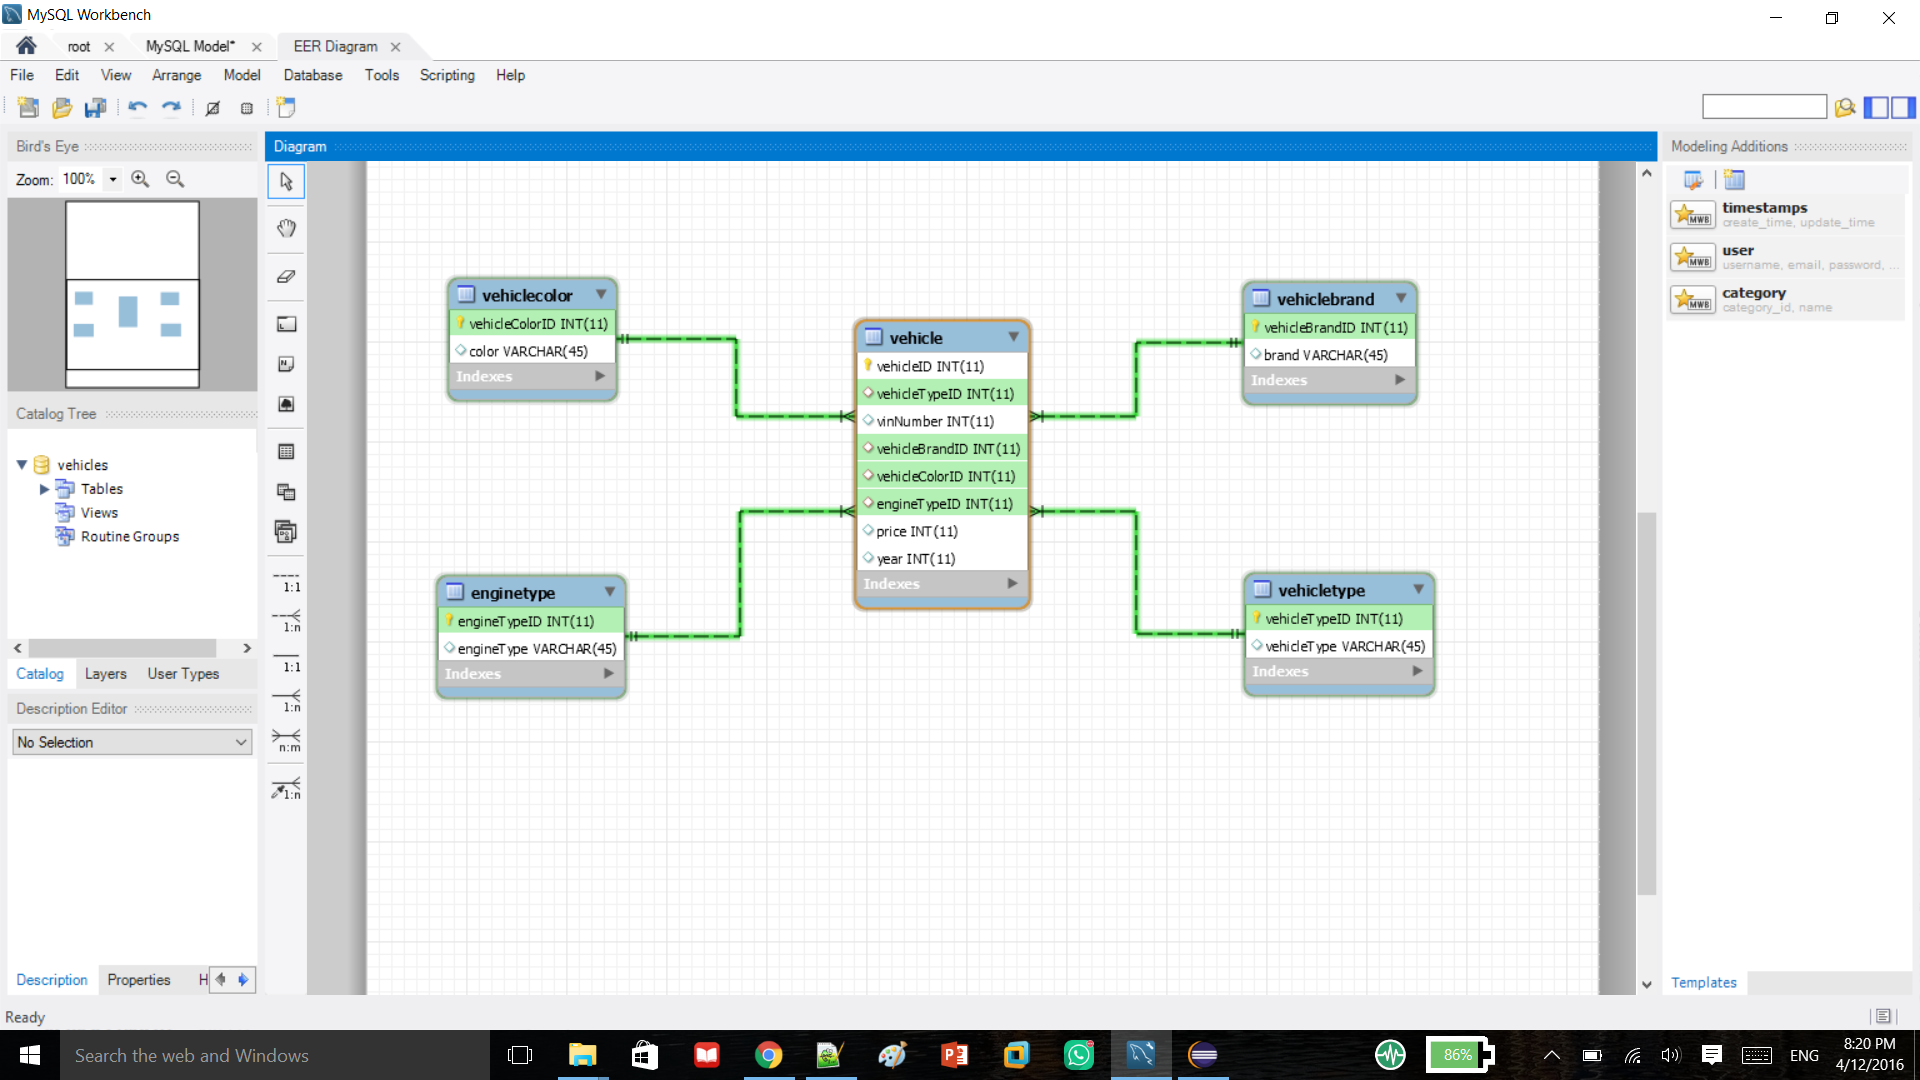 MySQL Workbench
root
MySQL Model*
EER Diagram
File Edit View Arrange Model Database Tools Scripting Help
Bird's Eye
Zoom: 100%
Catalog Tree
vehicles
Tables
Views
Routine Groups
Catalog Layers User Types
Description Editor
No Selection
Description Properties H
Ready
Diagram
1:1
1:n
1:1
1:n
n:m
1:n
vehiclecolor
vehicleColorID INT(11)
color VARCHAR(45)
Indexes
enginetype
engineTypeID INT(11)
engineType VARCHAR(45)
Indexes
vehicle
vehicleID INT(11)
vehicleTypeID INT(11)
vinNumber INT(11)
vehicleBrandID INT(11)
vehicleColorID INT(11)
engineTypeID INT(11)
price INT(11)
year INT(11)
Indexes
vehiclebrand
vehicleBrandID INT(11)
brand VARCHAR(45)
Indexes
vehicletype
vehicleTypeID INT(11)
vehicleType VARCHAR(45)
Indexes
Modeling Additions
MWB
timestamps
create_time, update_time
MWB
user
username, email, password, ...
MWB
category
category_id, name
Templates
Search the web and Windows
86%
ENG
8:20 PM
4/12/2016